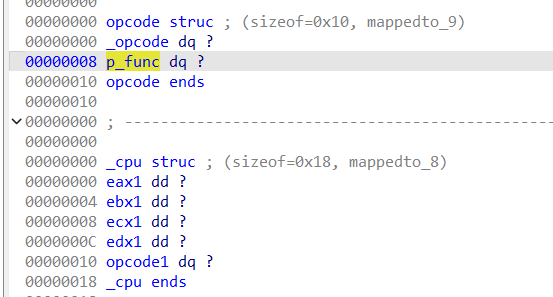 00000000
00000000 opcode struc ; (sizeof=0x10, mappedto_9)
00000000 _opcode dq ?
00000008 p_func dq ?
00000010 opcode ends
00000010
00000000 ; ------------------------------------------------
00000000
00000000 _cpu struc ; (sizeof=0x18, mappedto_8)
00000000 eax1 dd ?
00000004 ebx1 dd ?
00000008 ecx1 dd ?
0000000C edx1 dd ?
00000010 opcode1 dq ?
00000018 _cpu ends